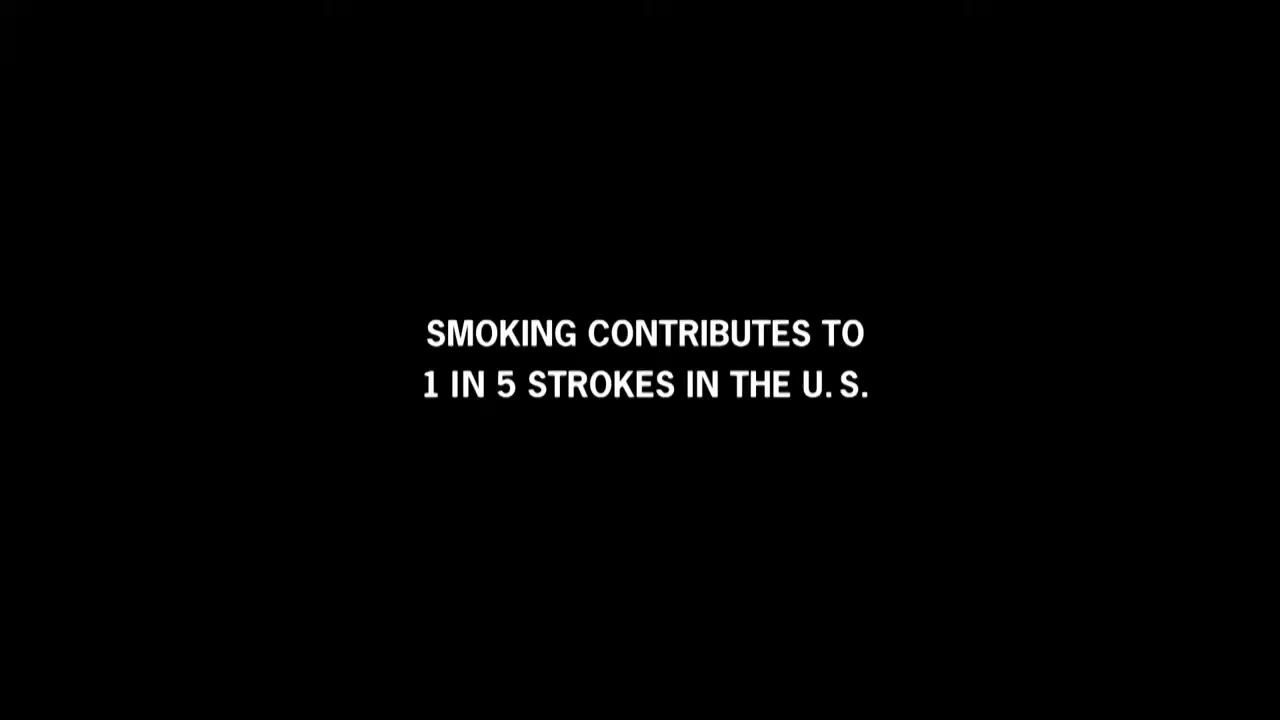 SMOKING CONTRIBUTES TO
1 IN 5 STROKES IN THE U. S.